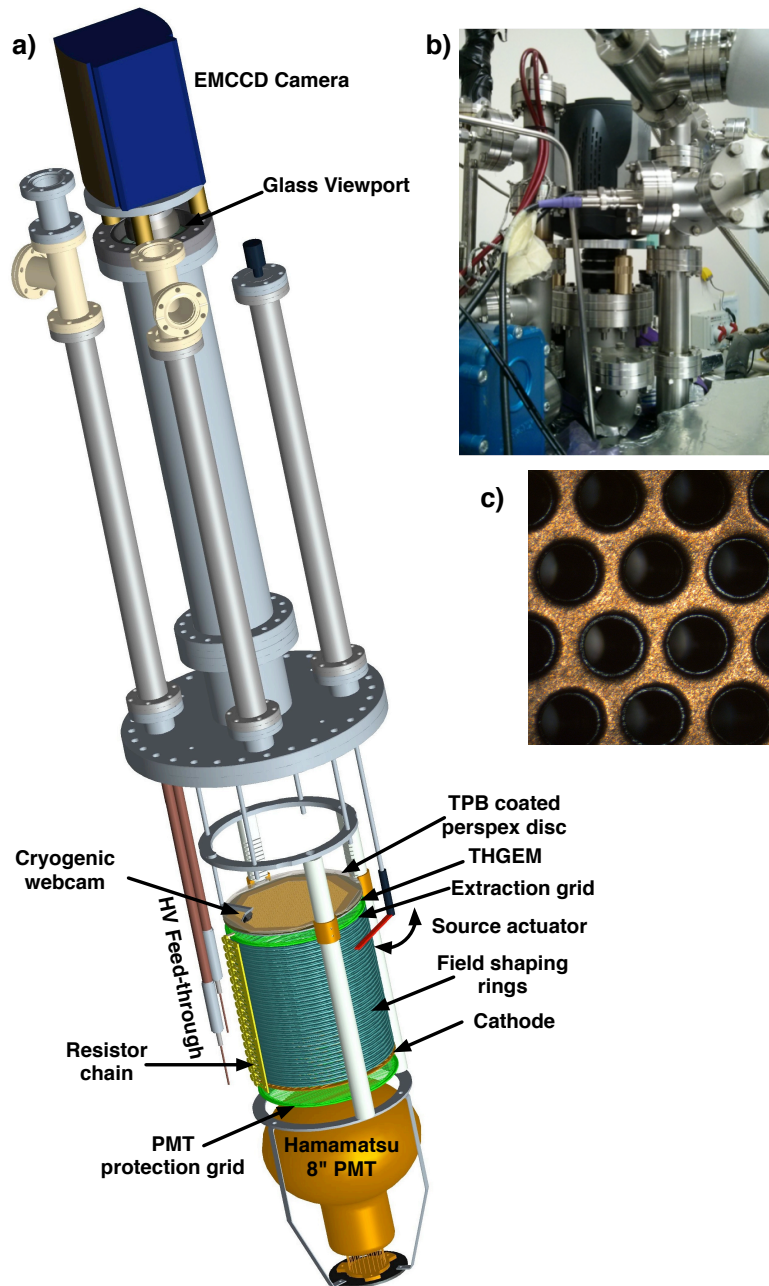 a)
EMCCD Camera
Glass Viewport
b)
c)
TPB coated
perspex disc
THGEM
Extraction grid
Source actuator
Field shaping
rings
Cathode
Cryogenic
webcam
HV Feed-through
Resistor
chain
PMT
protection grid
Hamamatsu
8" PMT